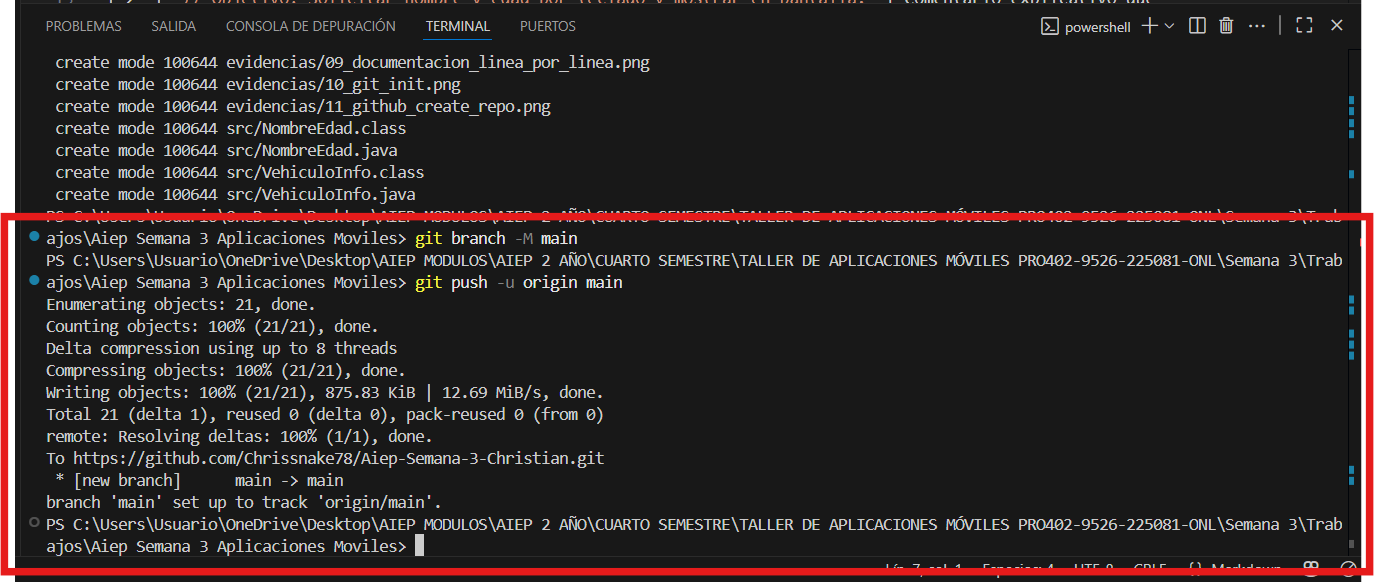 PROBLEMAS SALIDA CONSOLA DE DEPURACIÓN TERMINAL PUERTOS powershell
create mode 100644 evidencias/09_documentacion_linea_por_linea.png
create mode 100644 evidencias/10_git_init.png
create mode 100644 evidencias/11_github_create_repo.png
create mode 100644 src/NombreEdad.class
create mode 100644 src/NombreEdad.java
create mode 100644 src/VehiculoInfo.class
create mode 100644 src/VehiculoInfo.java
PS C:\Users\Usuario\OneDrive\Desktop\AIEP MODULOS\AIEP 2 AÑO\CUARTO SEMESTRE\TALLER DE APLICACIONES MÓVILES PRO402-9526-225081-ONL\Semana 3\Trab
ajos\Aiep Semana 3 Aplicaciones Moviles> git branch -M main
PS C:\Users\Usuario\OneDrive\Desktop\AIEP MODULOS\AIEP 2 AÑO\CUARTO SEMESTRE\TALLER DE APLICACIONES MÓVILES PRO402-9526-225081-ONL\Semana 3\Trab
ajos\Aiep Semana 3 Aplicaciones Moviles> git push -u origin main
Enumerating objects: 21, done.
Counting objects: 100% (21/21), done.
Delta compression using up to 8 threads
Compressing objects: 100% (21/21), done.
Writing objects: 100% (21/21), 875.83 KiB | 12.69 MiB/s, done.
Total 21 (delta 1), reused 0 (delta 0), pack-reused 0 (from 0)
remote: Resolving deltas: 100% (1/1), done.
To https://github.com/Chrissnake78/Aiep-Semana-3-Christian.git
* [new branch] main -> main
branch 'main' set up to track 'origin/main'.
PS C:\Users\Usuario\OneDrive\Desktop\AIEP MODULOS\AIEP 2 AÑO\CUARTO SEMESTRE\TALLER DE APLICACIONES MÓVILES PRO402-9526-225081-ONL\Semana 3\Trab
ajos\Aiep Semana 3 Aplicaciones Moviles>